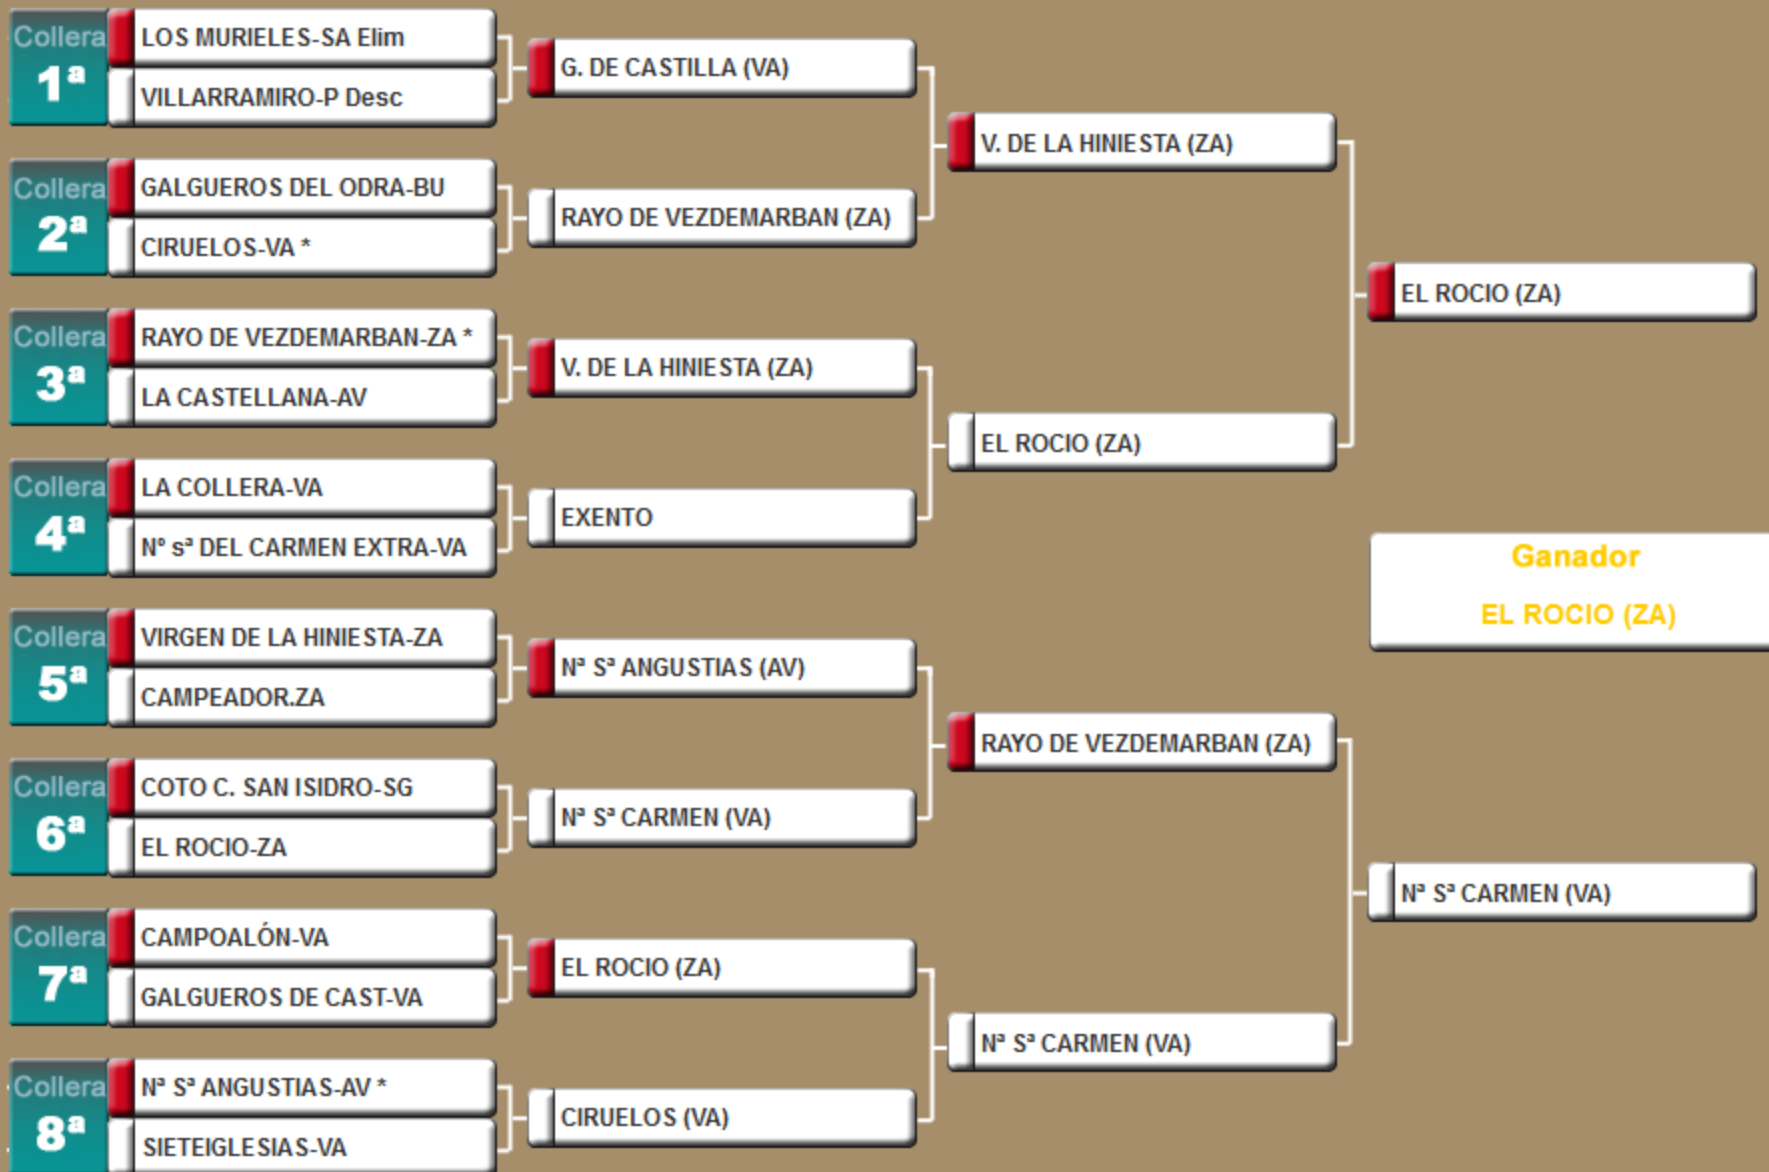 Collera
1ª
LOS MURIELES-SA Elim
VILLARRAMIRO-P Desc
Collera
2ª
GALGUEROS DEL ODRA-BU
CIRUELOS-VA *
Collera
3ª
RAYO DE VEZDEMARBAN-ZA *
LA CASTELLANA-AV
Collera
4ª
LA COLLERA-VA
Nº sª DEL CARMEN EXTRA-VA
Collera
5ª
VIRGEN DE LA HINIESTA-ZA
CAMPEADOR.ZA
Collera
6ª
COTO C. SAN ISIDRO-SG
EL ROCIO-ZA
Collera
7ª
CAMPOALÓN-VA
GALGUEROS DE CAST-VA
Collera
8ª
Nª Sª ANGUSTIAS-AV *
SIETEIGLESIAS-VA
G. DE CASTILLA (VA)
RAYO DE VEZDEMARBAN (ZA)
V. DE LA HINIESTA (ZA)
EXENTO
Nª Sª ANGUSTIAS (AV)
Nª Sª CARMEN (VA)
EL ROCIO (ZA)
CIRUELOS (VA)
V. DE LA HINIESTA (ZA)
EL ROCIO (ZA)
RAYO DE VEZDEMARBAN (ZA)
Nª Sª CARMEN (VA)
EL ROCIO (ZA)
Nª Sª CARMEN (VA)
Ganador
EL ROCIO (ZA)